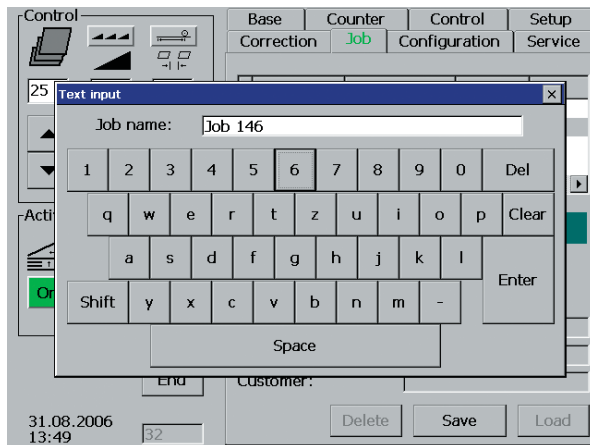 Control
Base Counter Control Setup
Correction Job Configuration Service
25
Text input
Job name: Job 146
1 2 3 4 5 6 7 8 9 0 Del
q w e r t z u i o p Clear
a s d f g h j k l Enter
Shift y x c v b n m -
Space
End
Customer:
31.08.2006
13:49
32
Delete Save Load